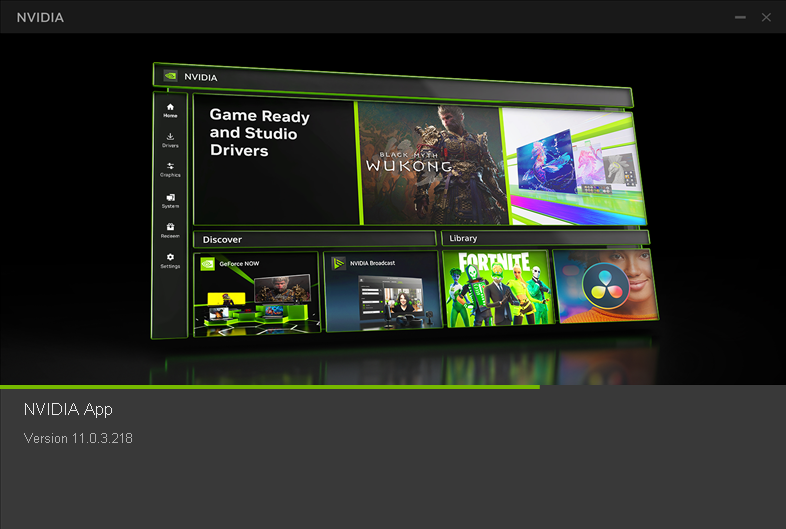 NVIDIA
NVIDIA
Home
Drivers
Graphics
System
Redeem
Settings
Game Ready
and Studio
Drivers
BLACK MYTH
WUKONG
Discover
Library
GeForce NOW
NVIDIA Broadcast
FORTNITE
NVIDIA App
Version 11.0.3.218